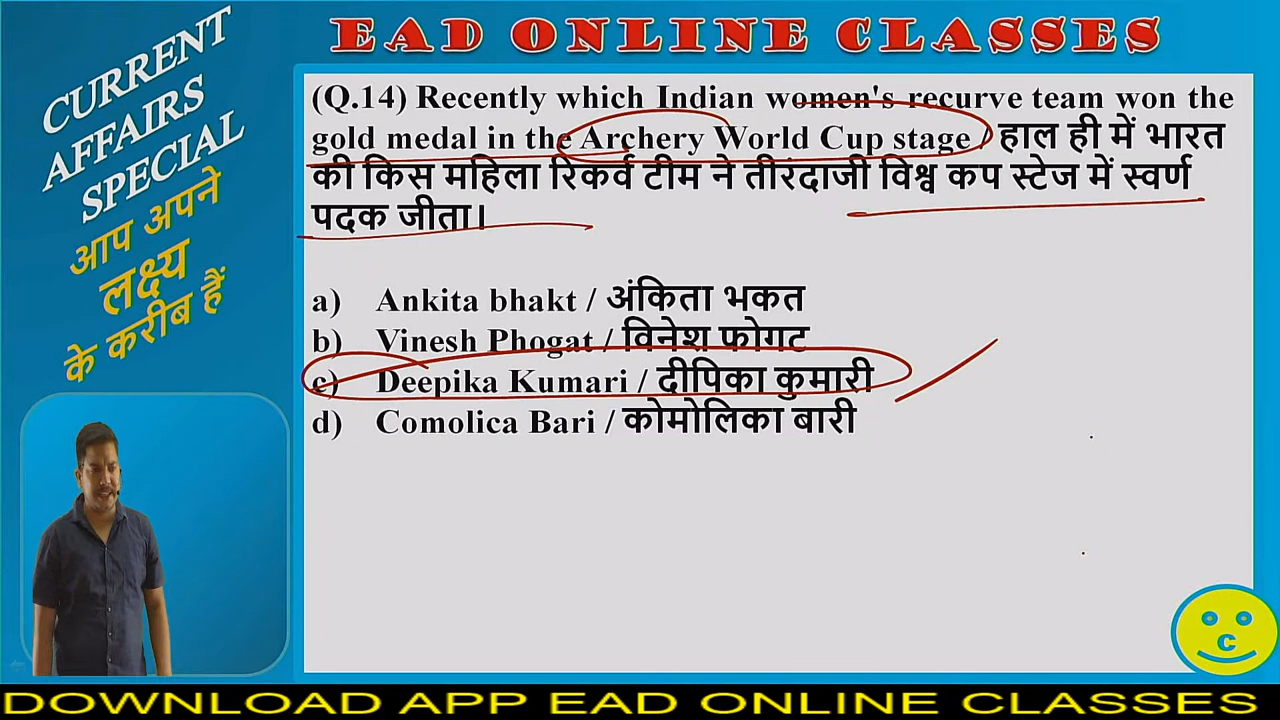 EAD ONLINE CLASSES
CURRENT
AFFAIRS
SPECIAL
आप अपने
लक्ष्य
के करीब हैं
(Q.14) Recently which Indian women's recurve team won the
gold medal in the Archery World Cup stage / हाल ही में भारत
की किस महिला रिकर्व टीम ने तीरंदाजी विश्व कप स्टेज में स्वर्ण
पदक जीता।
a) Ankita bhakt / अंकिता भकत
b) Vinesh Phogat / विनेश फोगट
c) Deepika Kumari / दीपिका कुमारी
d) Comolica Bari / कोमोलिका बारी
C
DOWNLOAD APP EAD ONLINE CLASSES